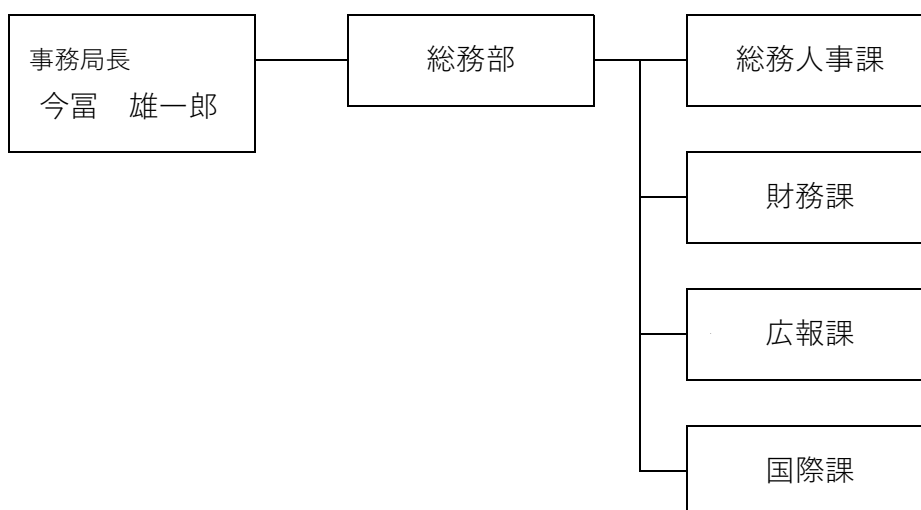 事務局長
今冨　雄一郎
総務部
総務人事課
財務課
広報課
国際課